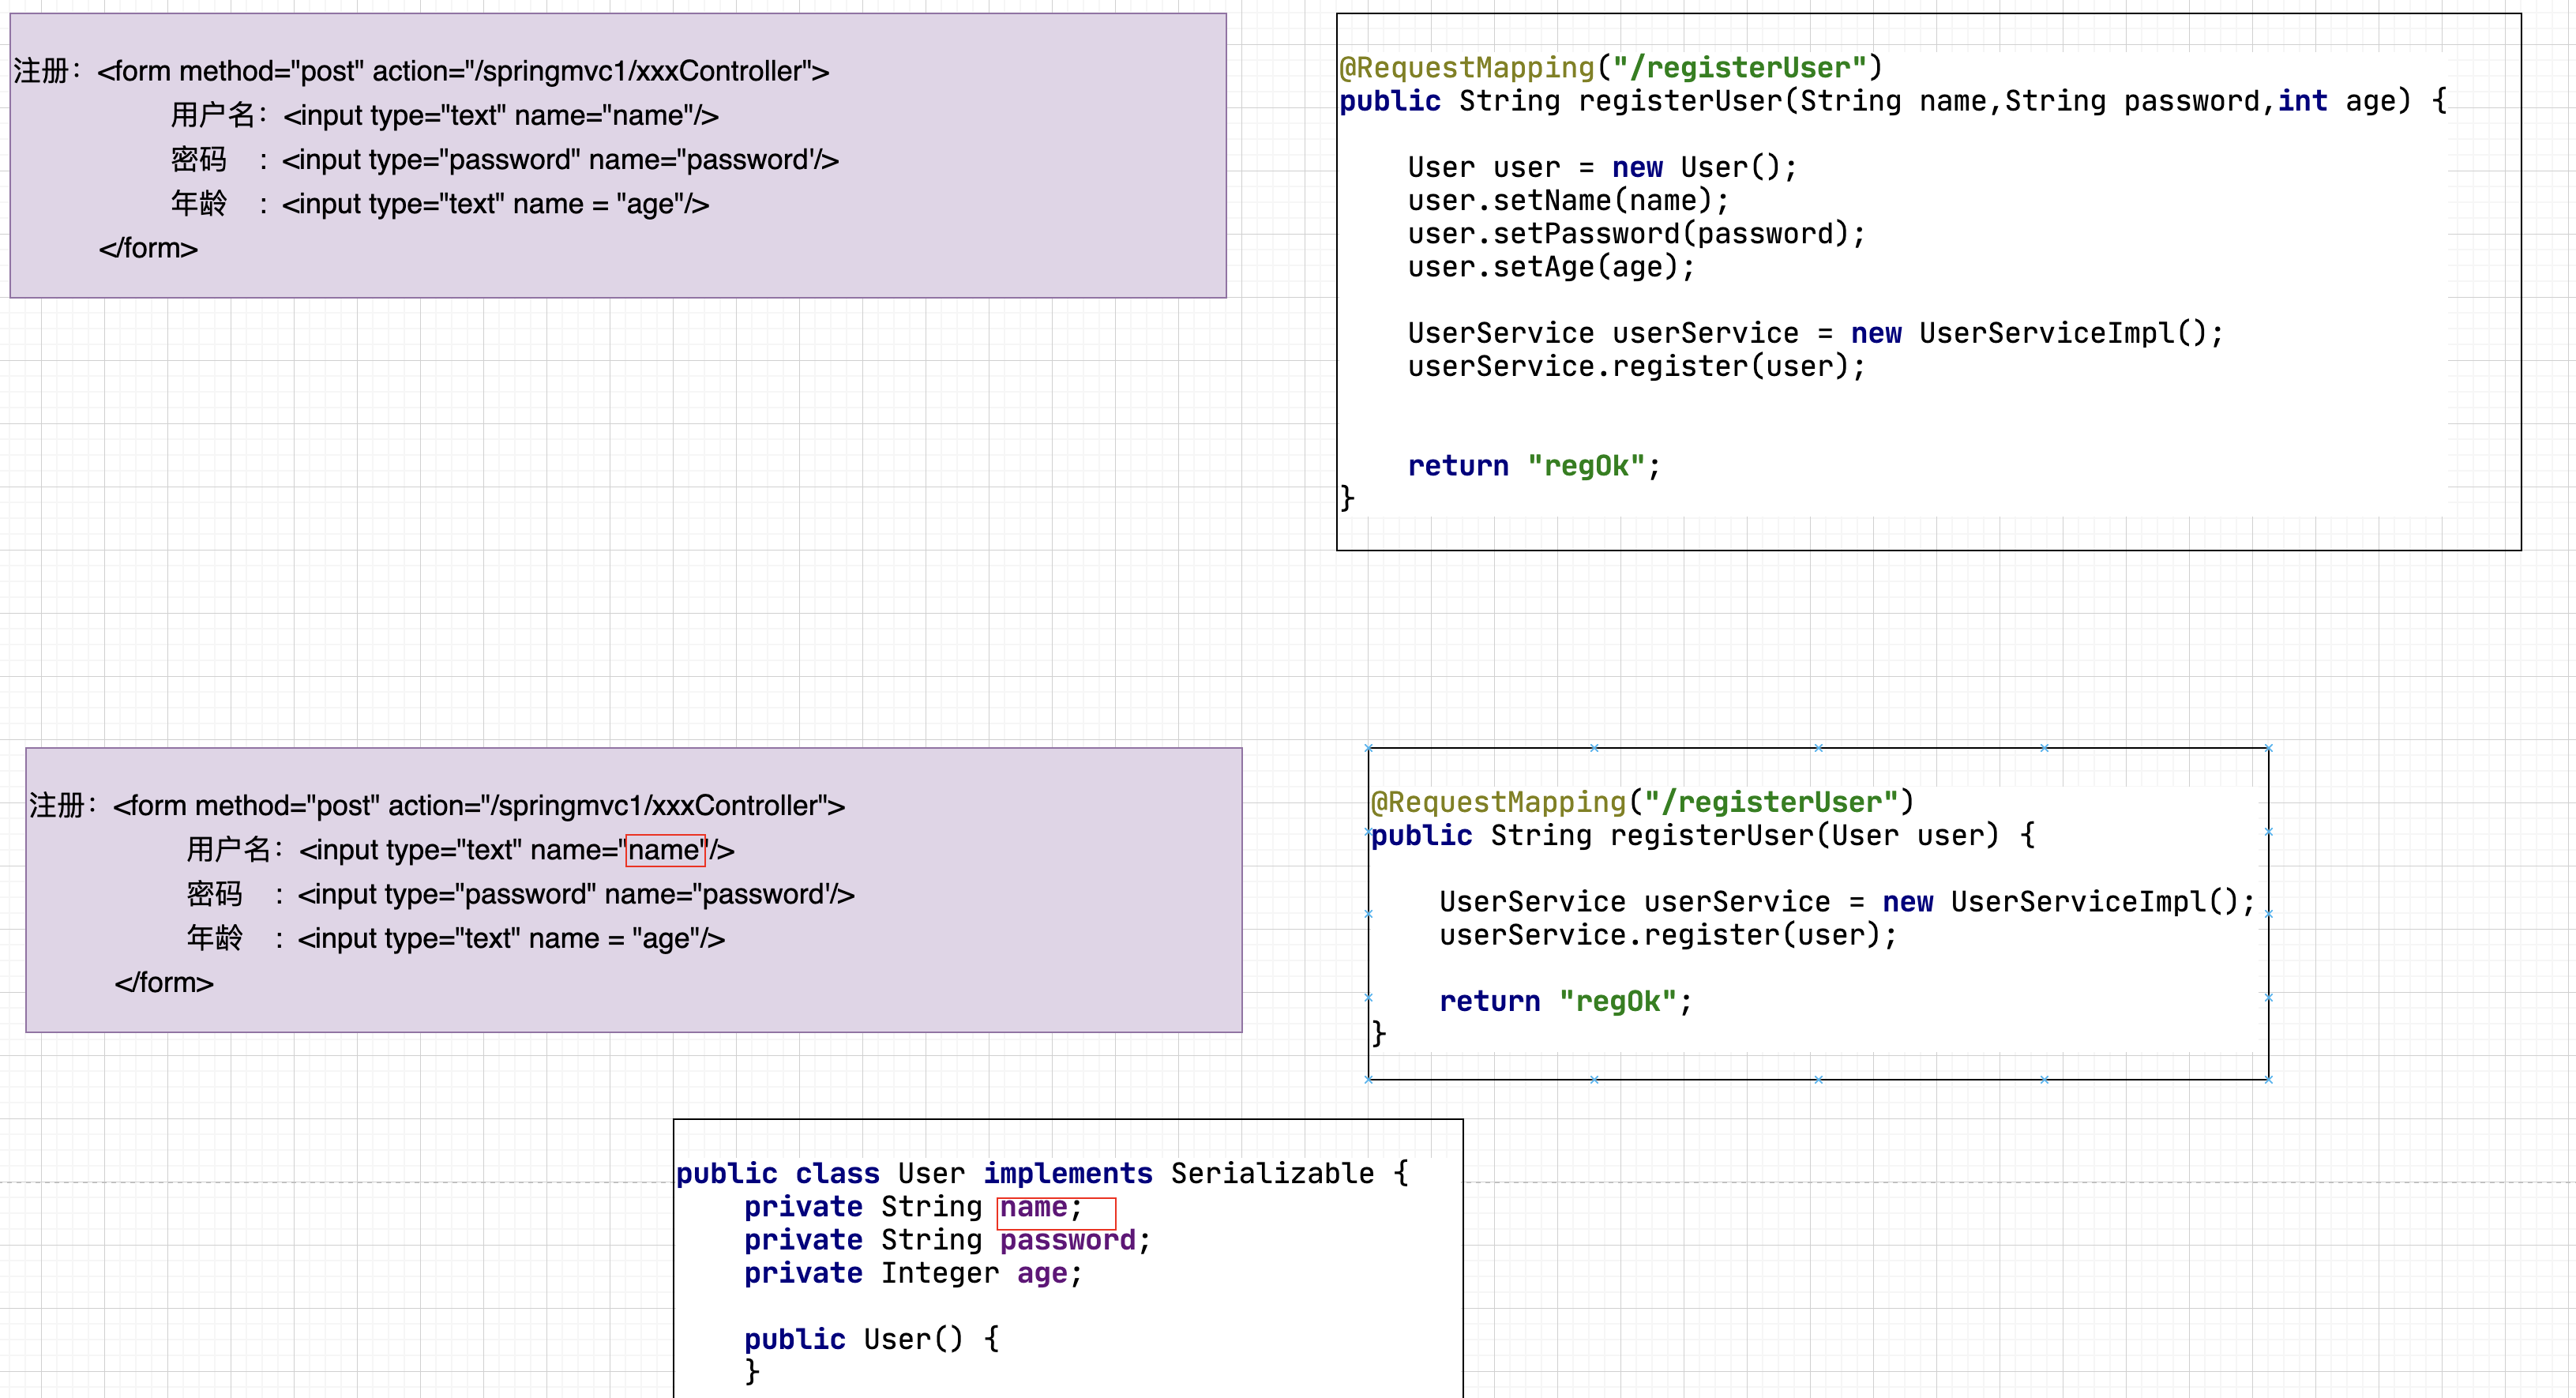 注册：<form method="post" action="/springmvc1/xxxController">
用户名：<input type="text" name="name"/>
密码　：<input type="password" name="password'/>
年龄　：<input type="text" name = "age"/>
</form>
@RequestMapping("/registerUser")
public String registerUser(String name,String password,int age) {
User user = new User();
user.setName(name);
user.setPassword(password);
user.setAge(age);
UserService userService = new UserServiceImpl();
userService.register(user);
return "regOk";
}
注册：<form method="post" action="/springmvc1/xxxController">
用户名：<input type="text" name="name"/>
密码　：<input type="password" name="password'/>
年龄　：<input type="text" name = "age"/>
</form>
@RequestMapping("/registerUser")
public String registerUser(User user) {
UserService userService = new UserServiceImpl();
userService.register(user);
return "regOk";
}
public class User implements Serializable {
private String name;
private String password;
private Integer age;
public User() {
}